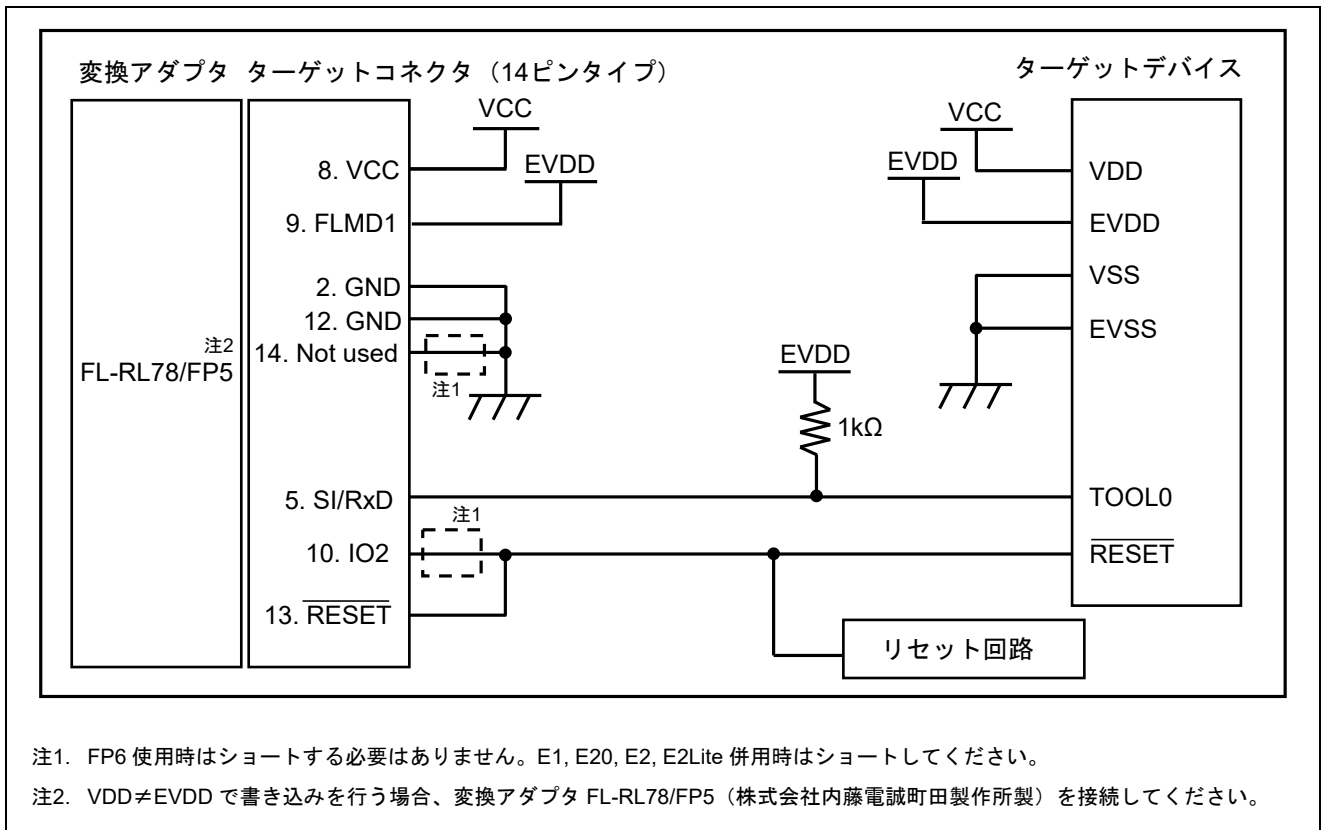 変換アダプタ ターゲットコネクタ（14ピンタイプ）
ターゲットデバイス
VCC
VCC
8. VCC
EVDD
EVDD
VDD
9. FLMD1
EVDD
2. GND
VSS
12. GND
EVSS
14. Not used
注1
注2
FL-RL78/FP5
EVDD
1kΩ
5. SI/RxD
TOOL0
注1
10. IO2
RESET
13. RESET
リセット回路
注1. FP6 使用時はショートする必要はありません。E1, E20, E2, E2Lite 併用時はショートしてください。
注2. VDD≠EVDD で書き込みを行う場合、変換アダプタ FL-RL78/FP5（株式会社内藤電誠町田製作所製）を接続してください。